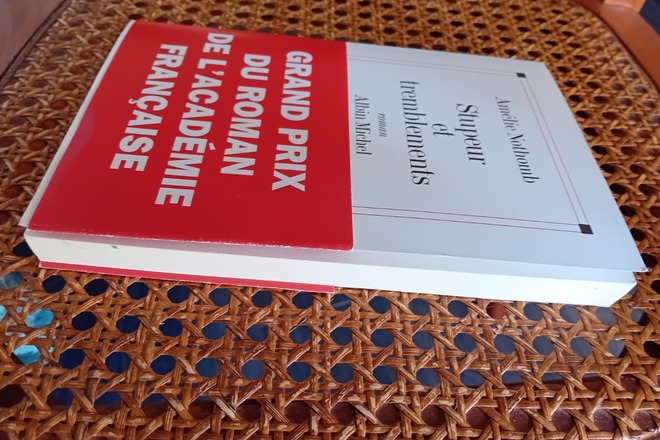 Amélie Nothomb
Stupeur
et
tremblements
roman
Albin Michel
GRAND PRIX
DU ROMAN
DE L'ACADÉMIE
FRANÇAISE